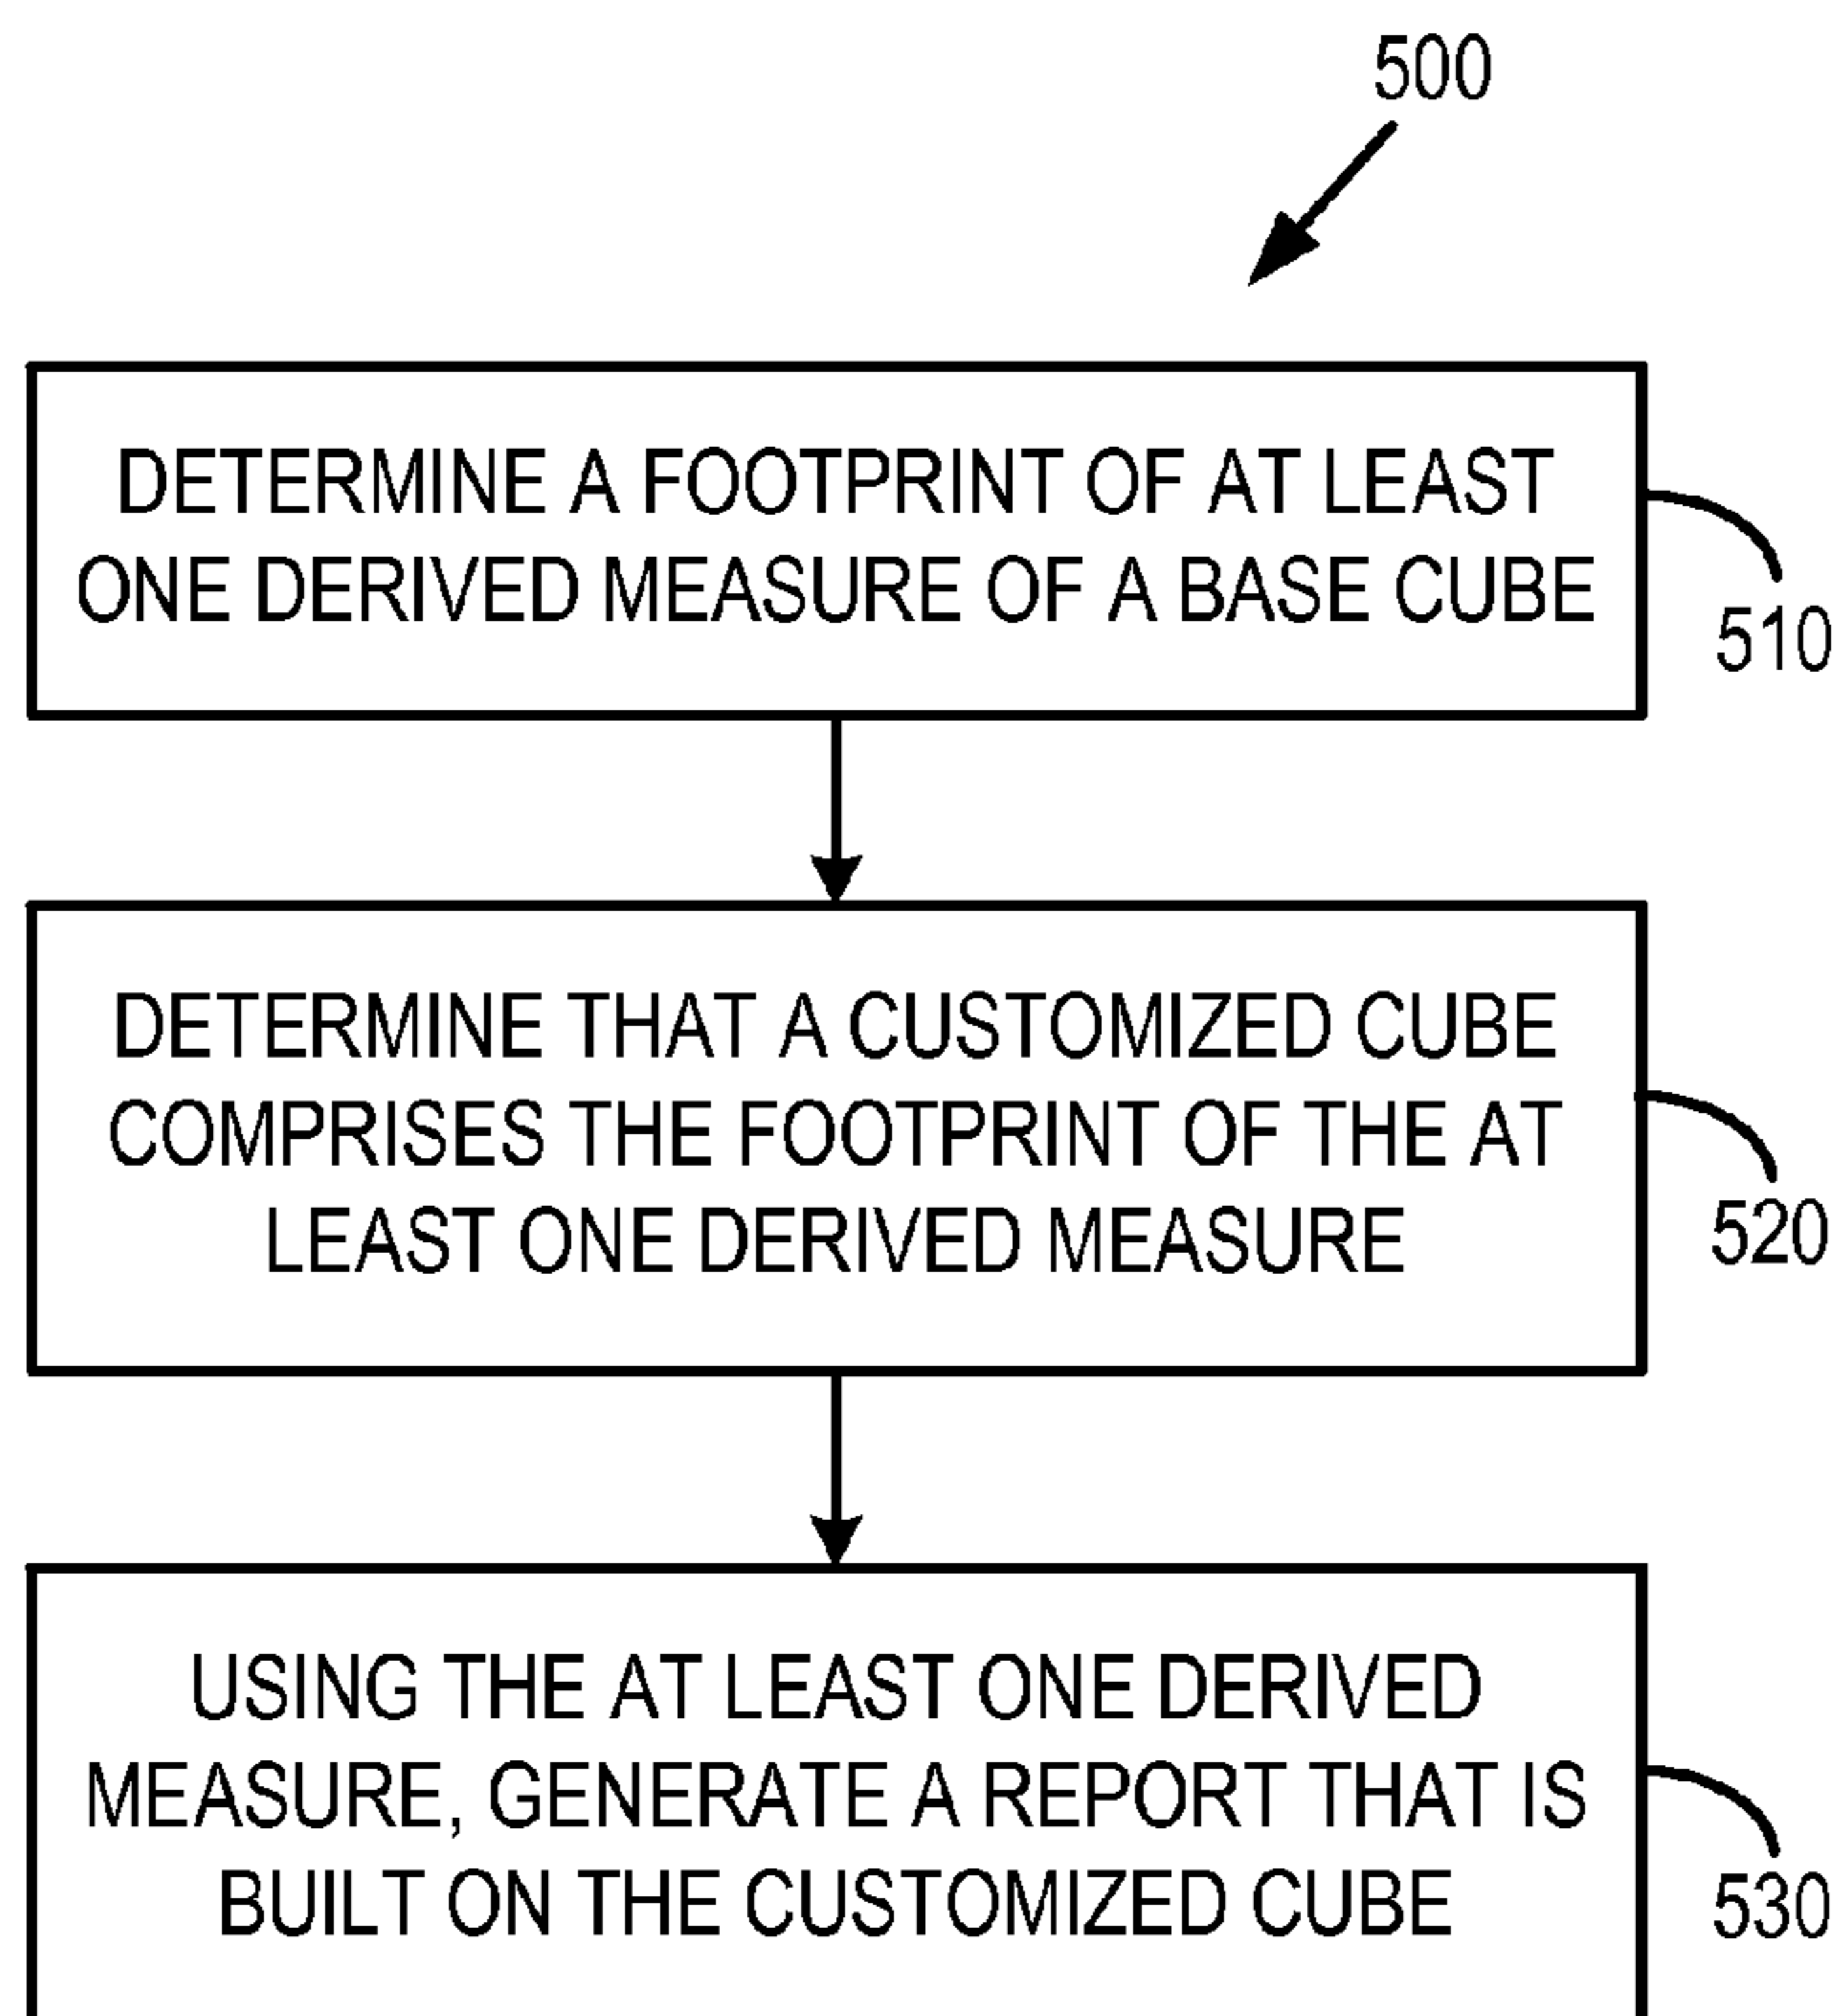 500
DETERMINE A FOOTPRINT OF AT LEAST
ONE DERIVED MEASURE OF A BASE CUBE
510
DETERMINE THAT A CUSTOMIZED CUBE
COMPRISES THE FOOTPRINT OF THE AT
LEAST ONE DERIVED MEASURE
520
USING THE AT LEAST ONE DERIVED
MEASURE, GENERATE A REPORT THAT IS
BUILT ON THE CUSTOMIZED CUBE
530